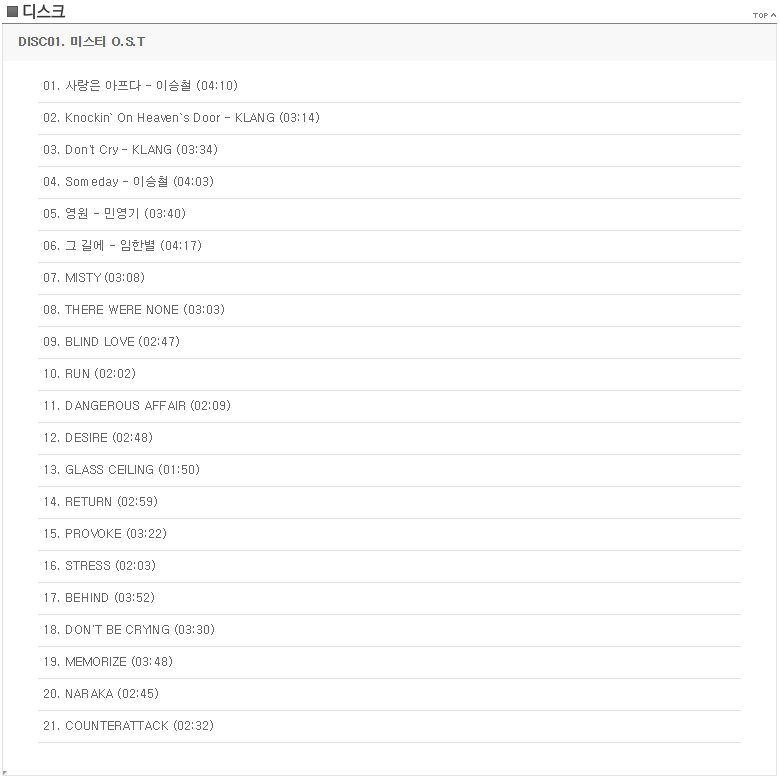 디스크
TOP
DISC01. 미스티 O.S.T
01. 사랑은 아프다 - 이승철 (04:10)
02. Knockin` On Heaven`s Door - KLANG (03:14)
03. Don't Cry - KLANG (03:34)
04. Someday - 이승철 (04:03)
05. 영원 - 민영기 (03:40)
06. 그 길에 - 임한별 (04:17)
07. MISTY (03:08)
08. THERE WERE NONE (03:03)
09. BLIND LOVE (02:47)
10. RUN (02:02)
11. DANGEROUS AFFAIR (02:09)
12. DESIRE (02:48)
13. GLASS CEILING (01:50)
14. RETURN (02:59)
15. PROVOKE (03:22)
16. STRESS (02:03)
17. BEHIND (03:52)
18. DON'T BE CRYING (03:30)
19. MEMORIZE (03:48)
20. NARAKA (02:45)
21. COUNTERATTACK (02:32)